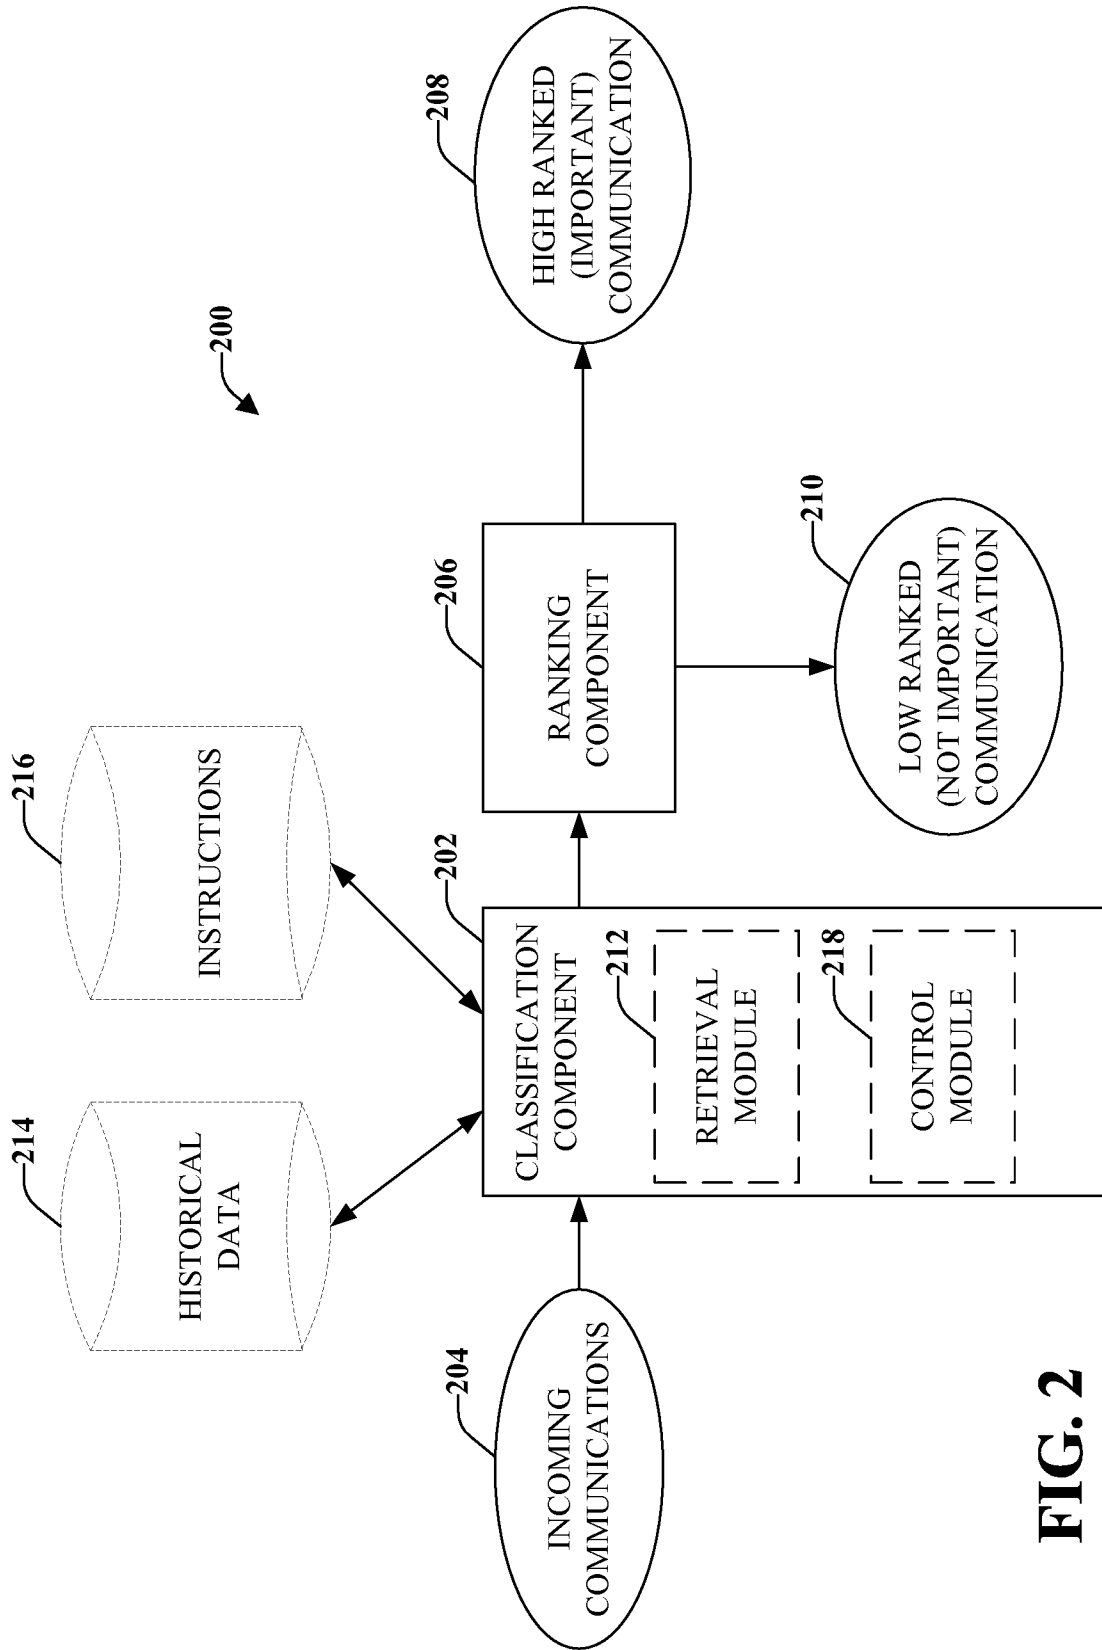 200
214
HISTORICAL
DATA
216
INSTRUCTIONS
204
INCOMING
COMMUNICATIONS
202
CLASSIFICATION
COMPONENT
212
RETRIEVAL
MODULE
218
CONTROL
MODULE
206
RANKING
COMPONENT
208
HIGH RANKED
(IMPORTANT)
COMMUNICATION
210
LOW RANKED
(NOT IMPORTANT)
COMMUNICATION
FIG. 2